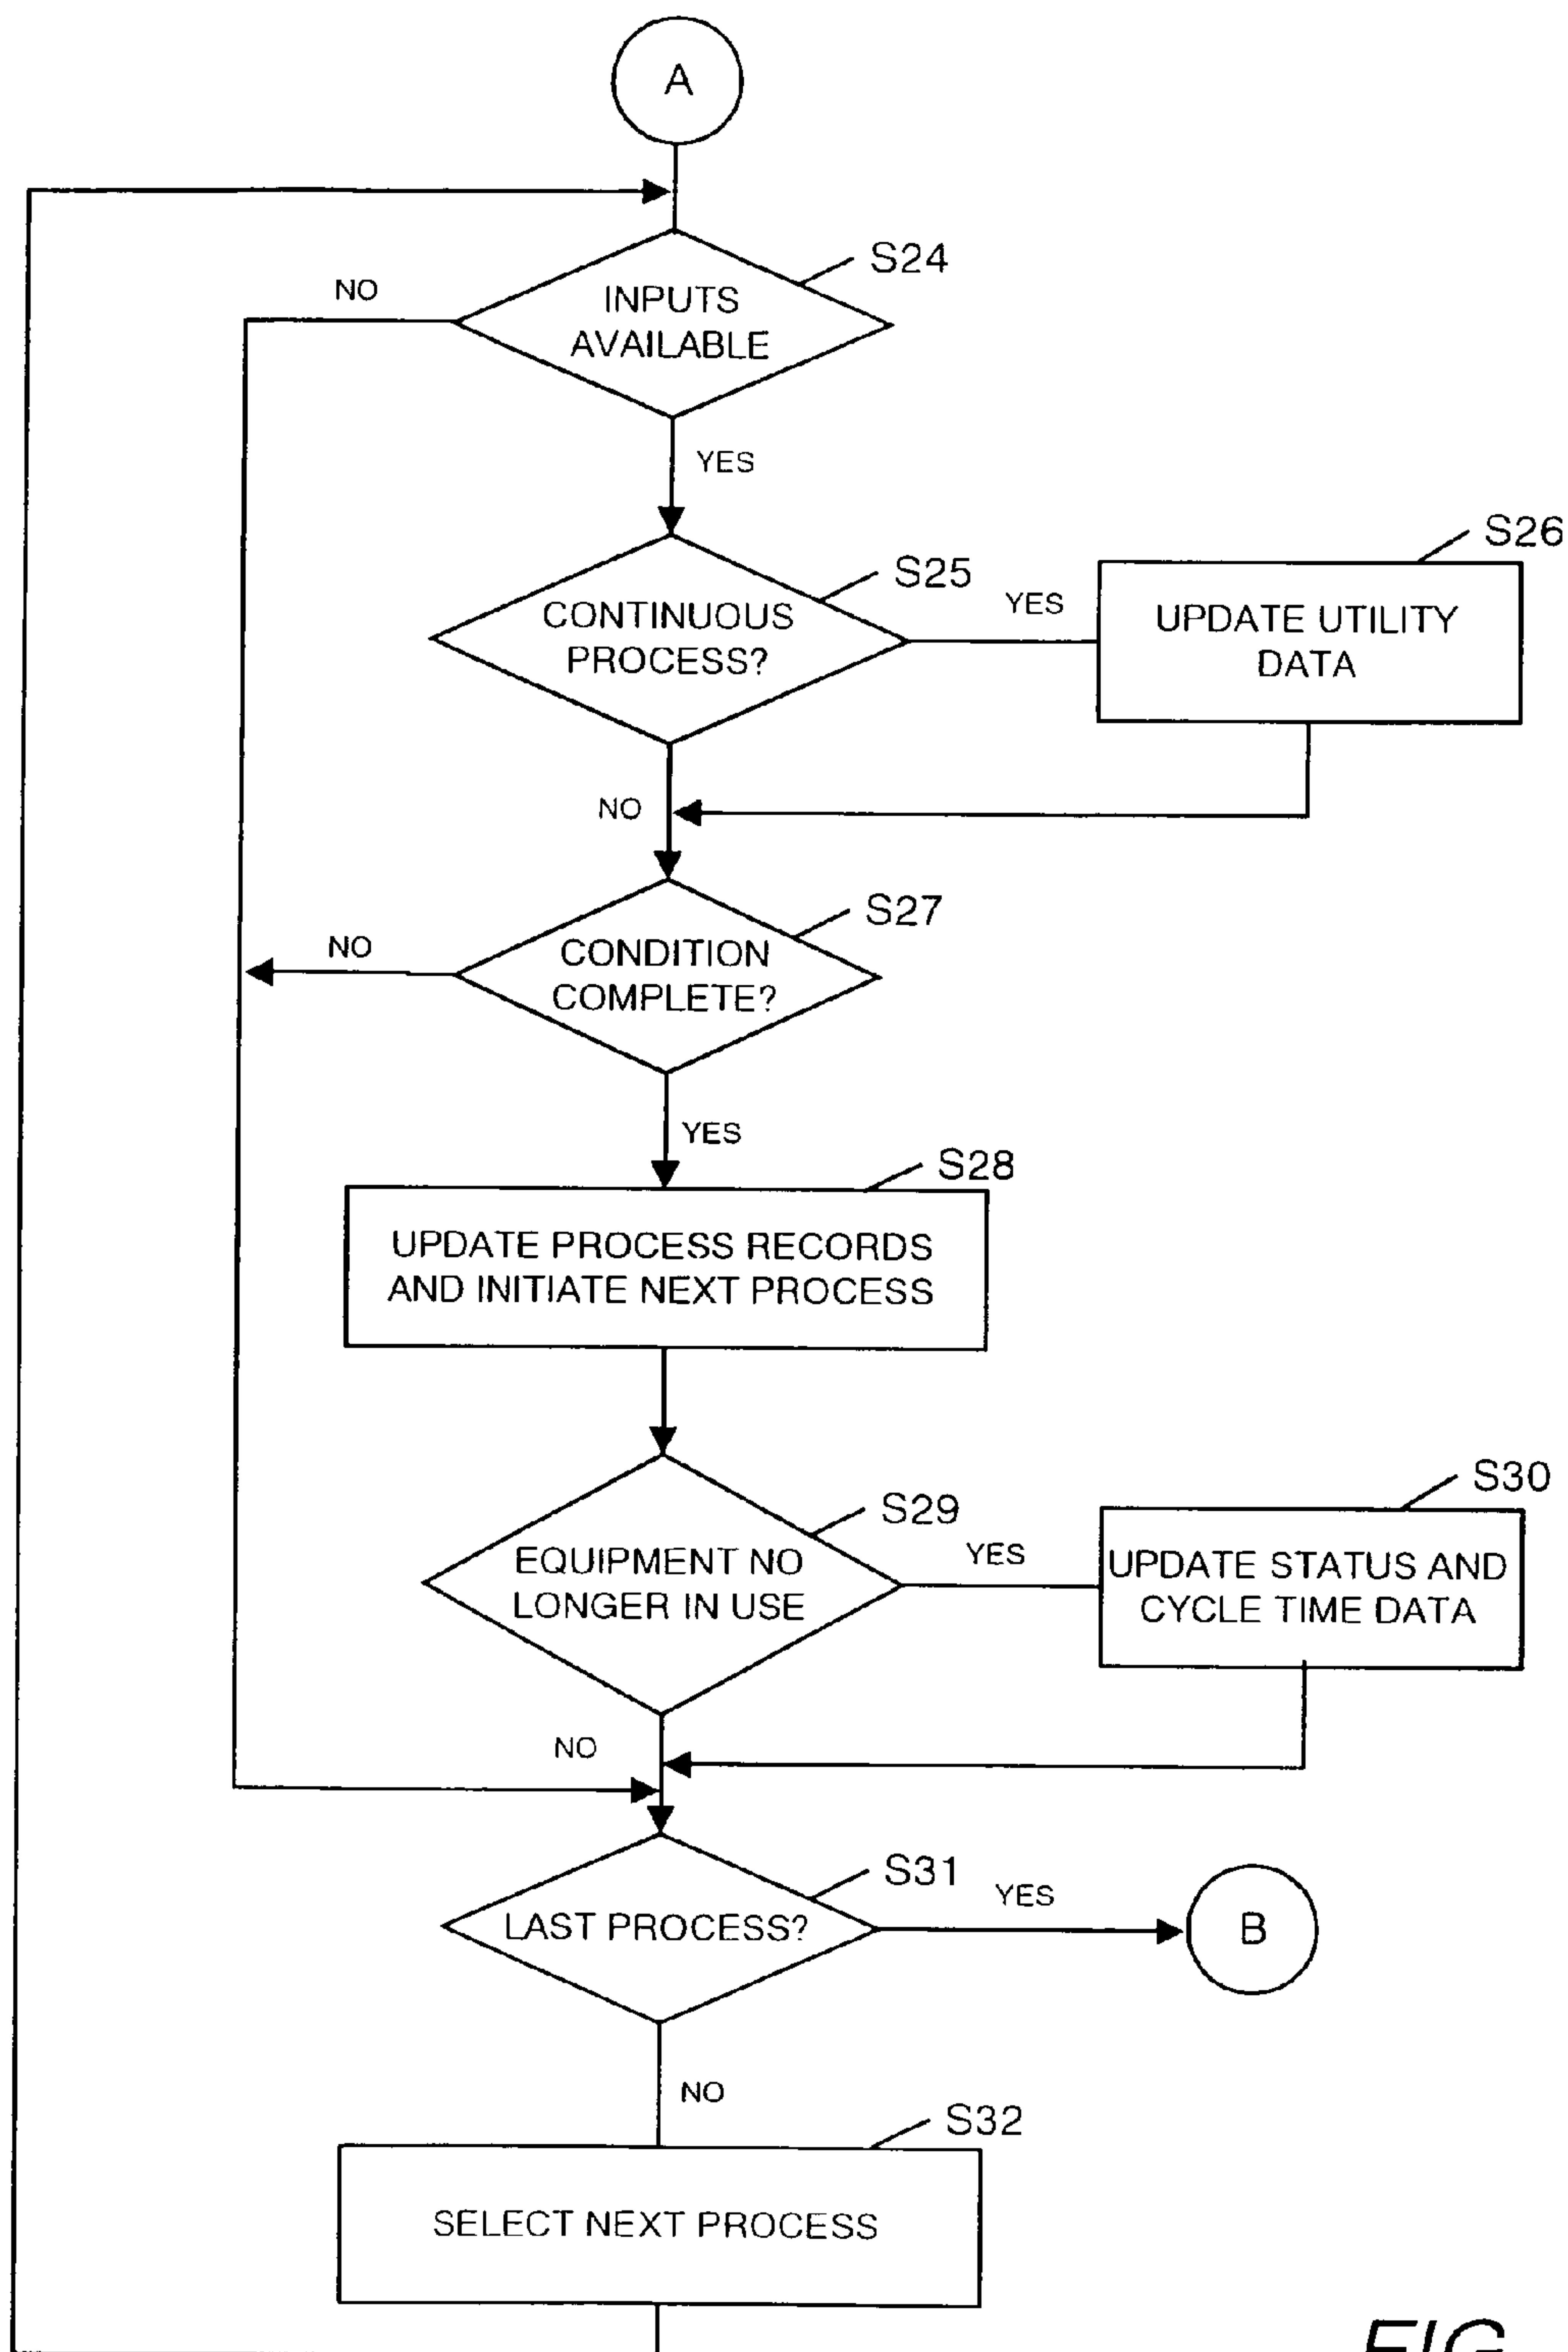 A
S24
NO
INPUTS
AVAILABLE
YES
S26
S25
YES
CONTINUOUS
PROCESS?
UPDATE UTILITY
DATA
NO
S27
NO
CONDITION
COMPLETE?
YES
S28
UPDATE PROCESS RECORDS
AND INITIATE NEXT PROCESS
S30
S29
YES
EQUIPMENT NO
LONGER IN USE
UPDATE STATUS AND
CYCLE TIME DATA
NO
S31
YES
LAST PROCESS?
B
NO
S32
SELECT NEXT PROCESS
FIG